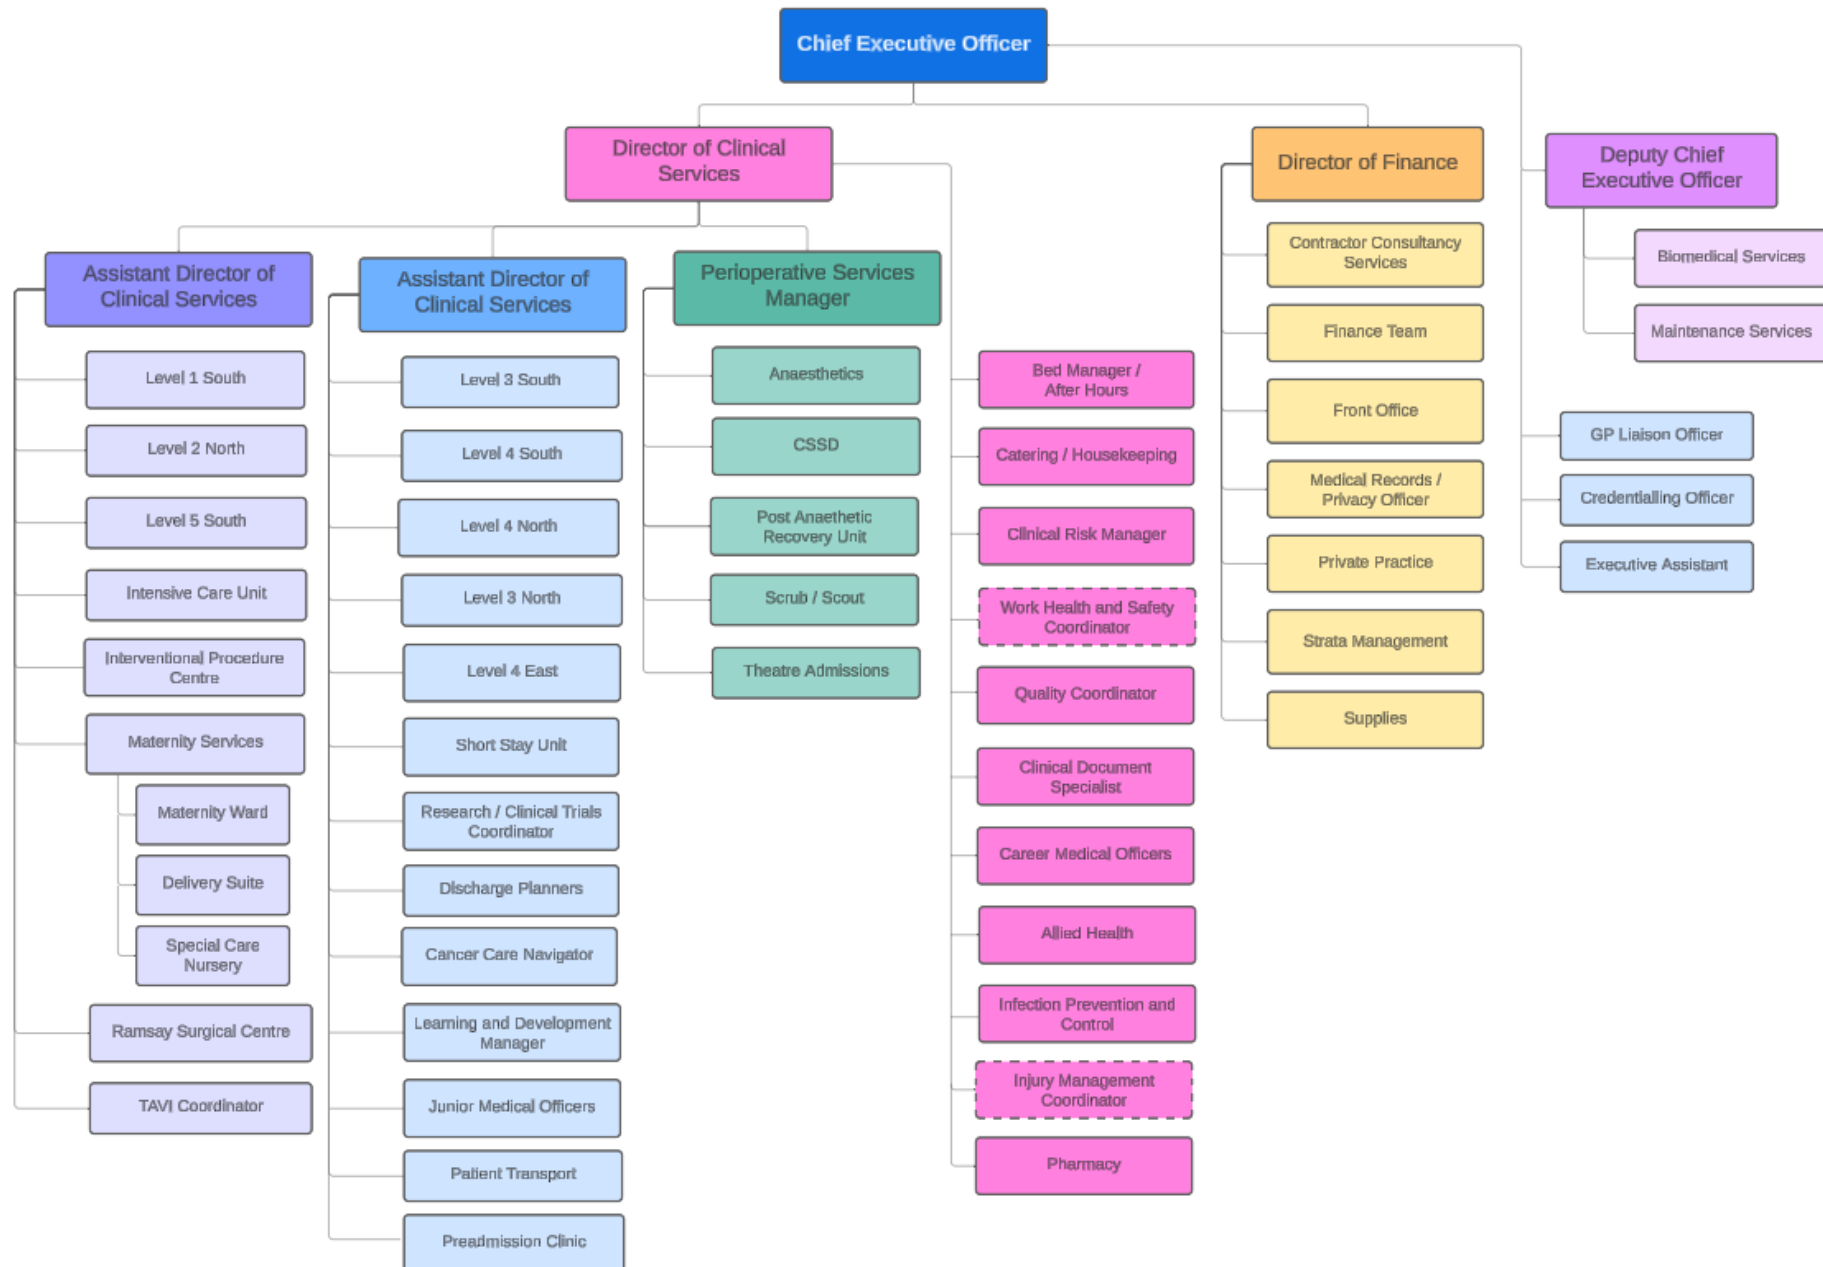 Chief Executive Officer
Director of Clinical
Services
Director of Finance
Deputy Chief
Executive Officer
Assistant Director of
Clinical Services
Level 1 South
Level 2 North
Level 5 South
Intensive Care Unit
Interventional Procedure
Centre
Maternity Services
Maternity Ward
Delivery Suite
Special Care
Nursery
Ramsay Surgical Centre
TAVI Coordinator
Assistant Director of
Clinical Services
Level 3 South
Level 4 South
Level 4 North
Level 3 North
Level 4 East
Short Stay Unit
Research / Clinical Trials
Coordinator
Discharge Planners
Cancer Care Navigator
Learning and Development
Manager
Junior Medical Officers
Patient Transport
Preadmission Clinic
Perioperative Services
Manager
Anaesthetics
CSSD
Post Anaethetic
Recovery Unit
Scrub / Scout
Theatre Admissions
Bed Manager /
After Hours
Catering / Housekeeping
Clinical Risk Manager
Work Health and Safety
Coordinator
Quality Coordinator
Clinical Document
Specialist
Career Medical Officers
Allied Health
Infection Prevention and
Control
Injury Management
Coordinator
Pharmacy
Contractor Consultancy
Services
Finance Team
Front Office
Medical Records /
Privacy Officer
Private Practice
Strata Management
Supplies
Biomedical Services
Maintenance Services
GP Liaison Officer
Credentialling Officer
Executive Assistant